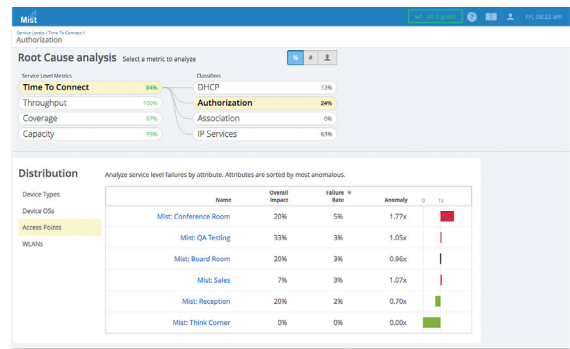 Mist
all is good
?
Fri, 08:22 am
Service Levels / Time To Connect /
Authorization
Root Cause analysis Select a metric to analyze
% #
Service Level Metrics Classifiers
Time To Connect 84% DHCP 13%
Throughput 100% Authorization 24%
Coverage 97% Association 0%
Capacity 99% IP Services 63%
Distribution Analyze service level failures by attribute. Attributes are sorted by most anomalous.
Device Types
Device OSs
Access Points
WLANs
Name Overall Impact Failure Rate Anomaly 0 1x
Mist: Conference Room 20% 5% 1.77x
Mist: QA Testing 33% 3% 1.05x
Mist: Board Room 20% 3% 0.96x
Mist: Sales 7% 3% 1.07x
Mist: Reception 20% 2% 0.70x
Mist: Think Corner 0% 0% 0.00x